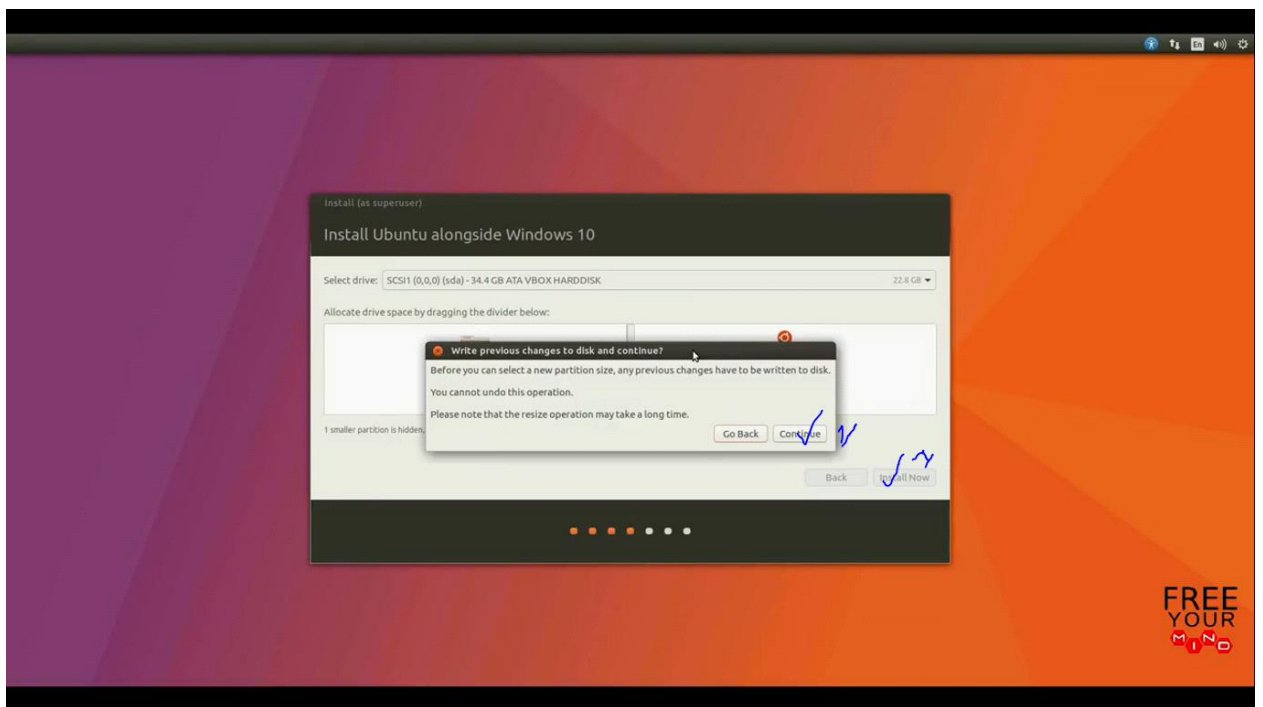 En
Install (as superuser)
Install Ubuntu alongside Windows 10
Select drive: SCSI1 (0,0,0) (sda) - 34.4 GB ATA VBOX HARDDISK 22.8 GB
Allocate drive space by dragging the divider below:
Write previous changes to disk and continue?
Before you can select a new partition size, any previous changes have to be written to disk.
You cannot undo this operation.
Please note that the resize operation may take a long time.
1 smaller partition is hidden,
Go Back Continue
Back Install Now
FREE
YOUR
MIND